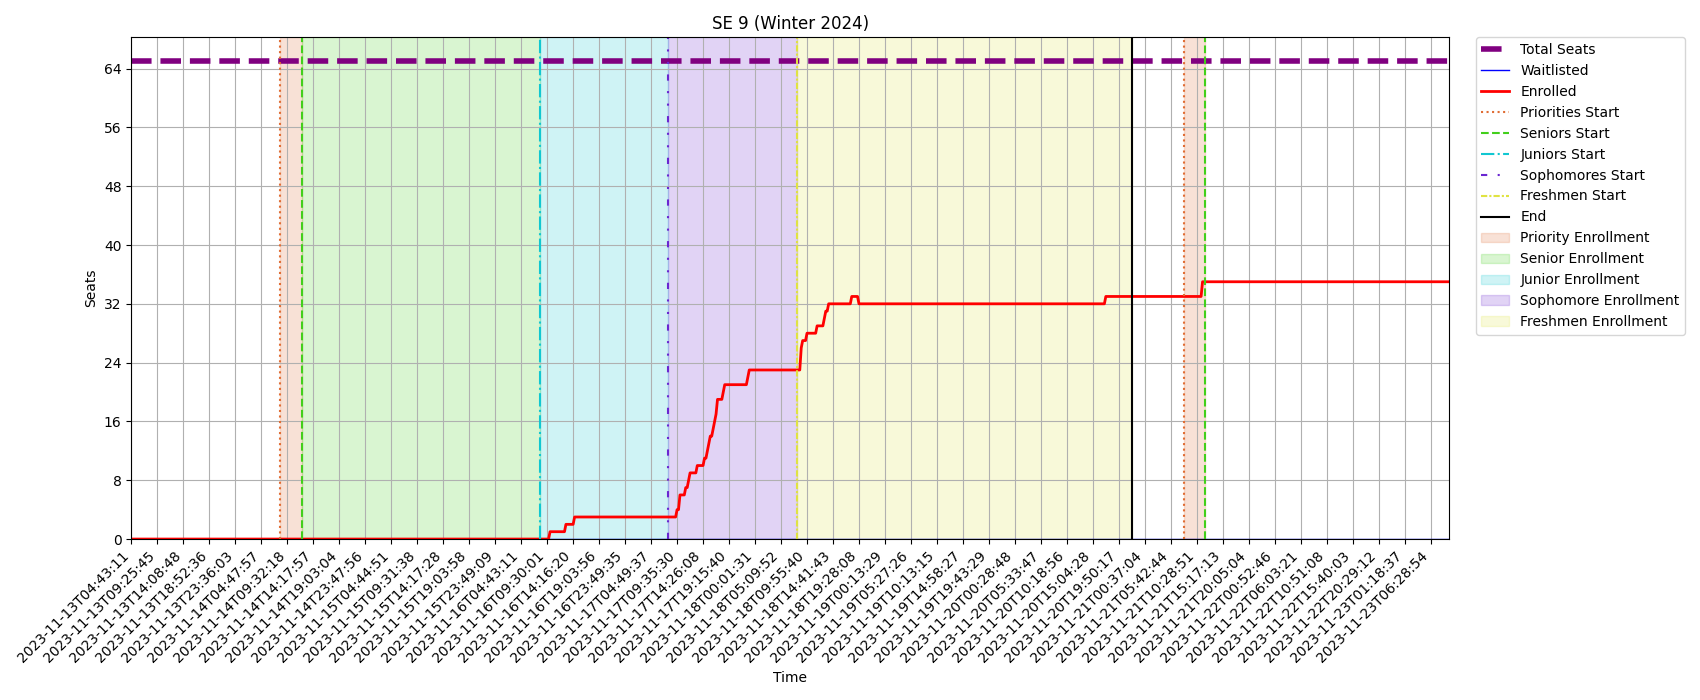 SE 9 (Winter 2024)
Seats
64
56
48
40
32
24
16
8
0
2023-11-13T04:43:11
2023-11-13T09:25:45
2023-11-13T14:08:48
2023-11-13T18:52:36
2023-11-13T23:36:03
2023-11-14T04:47:57
2023-11-14T09:32:18
2023-11-14T14:17:57
2023-11-14T19:03:04
2023-11-14T23:47:56
2023-11-15T04:44:51
2023-11-15T09:31:38
2023-11-15T14:17:28
2023-11-15T19:03:58
2023-11-15T23:49:09
2023-11-16T04:43:11
2023-11-16T09:30:01
2023-11-16T14:16:20
2023-11-16T19:03:56
2023-11-16T23:49:35
2023-11-17T04:49:37
2023-11-17T09:35:30
2023-11-17T14:26:08
2023-11-17T19:15:40
2023-11-18T00:01:31
2023-11-18T05:09:52
2023-11-18T09:55:40
2023-11-18T14:41:43
2023-11-18T19:28:08
2023-11-19T00:13:29
2023-11-19T05:27:26
2023-11-19T10:13:15
2023-11-19T14:58:27
2023-11-19T19:43:29
2023-11-20T00:28:48
2023-11-20T05:33:47
2023-11-20T10:18:56
2023-11-20T15:04:28
2023-11-20T19:50:17
2023-11-21T00:37:04
2023-11-21T05:42:44
2023-11-21T10:28:51
2023-11-21T15:17:13
2023-11-21T20:05:04
2023-11-22T00:52:46
2023-11-22T06:03:21
2023-11-22T10:51:08
2023-11-22T15:40:03
2023-11-22T20:29:12
2023-11-23T01:18:37
2023-11-23T06:28:54
Time
Total Seats
Waitlisted
Enrolled
Priorities Start
Seniors Start
Juniors Start
Sophomores Start
Freshmen Start
End
Priority Enrollment
Senior Enrollment
Junior Enrollment
Sophomore Enrollment
Freshmen Enrollment